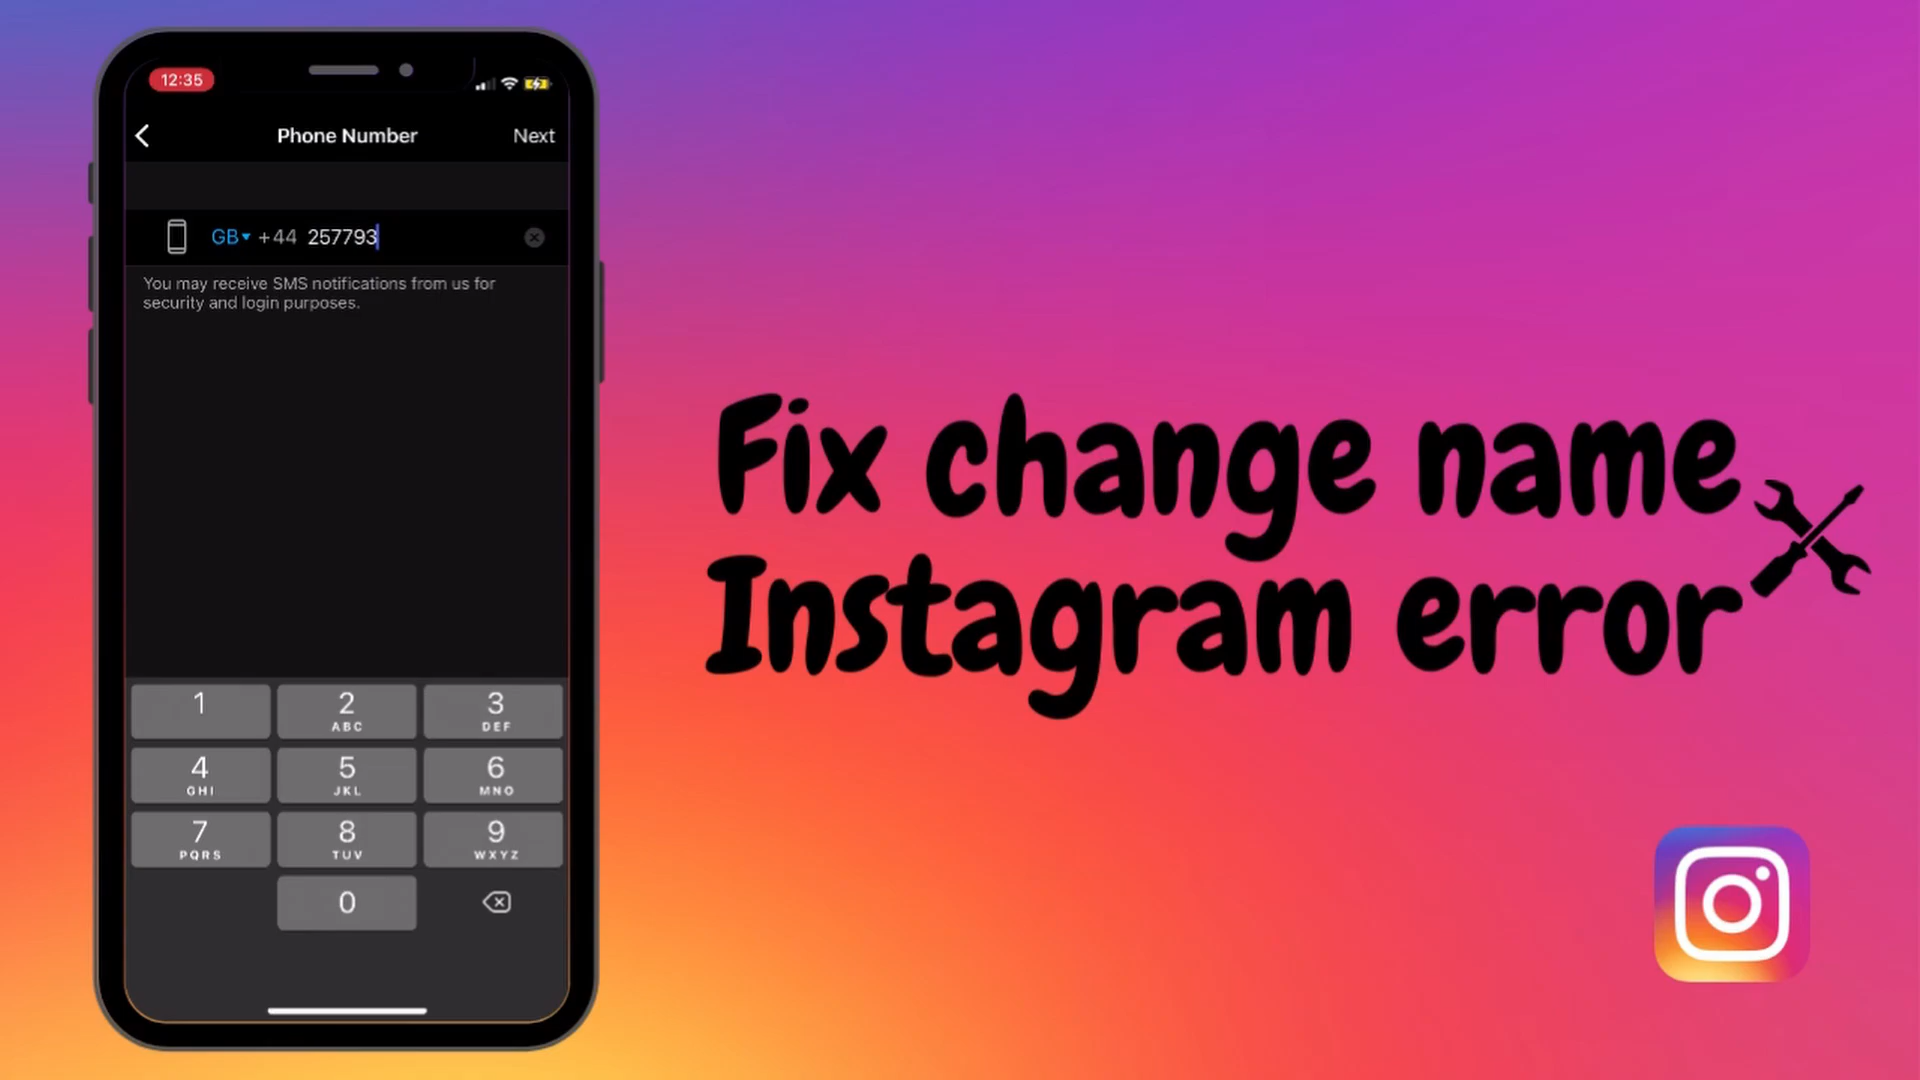 12:35
Phone Number
Next
GB +44 257793
You may receive SMS notifications from us for
security and login purposes.
Fix change name
Instagram error
1
2
ABC
3
DEF
4
GHI
5
JKL
6
MNO
7
PQRS
8
TUV
9
WXYZ
0